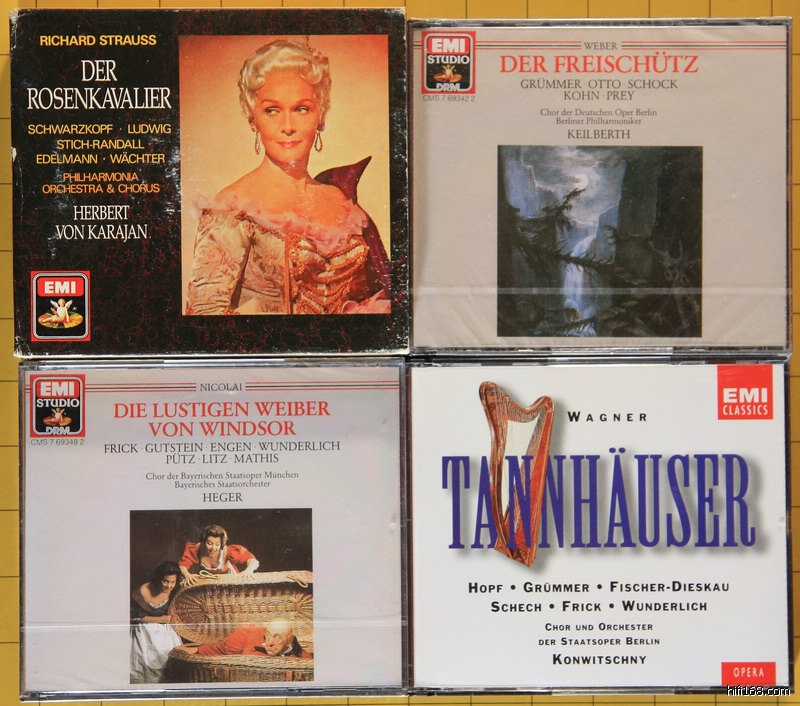 RICHARD STRAUSS
DER
ROSENKAVALIER
SCHWARZKOPF · LUDWIG
STICH-RANDALL
EDELMANN · WÄCHTER
PHILHARMONIA
ORCHESTRA & CHORUS
HERBERT
VON KARAJAN
EMI
EMI
STUDIO
DRM
CMS 7 69342 2
WEBER
DER FREISCHÜTZ
GRÜMMER · OTTO · SCHOCK
KOHN · PREY
Chor der Deutschen Oper Berlin
Berliner Philharmoniker
KEILBERTH
EMI
STUDIO
DRM
CMS 7 69348 2
NICOLAI
DIE LUSTIGEN WEIBER
VON WINDSOR
FRICK · GUTSTEIN · ENGEN · WUNDERLICH
PÜTZ · LITZ · MATHIS
Chor der Bayerischen Staatsoper München
Bayerisches Staatsorchester
HEGER
EMI
CLASSICS
WAGNER
TANNHÄUSER
HOPF • GRÜMMER • FISCHER-DIESKAU
SCHECH • FRICK • WUNDERLICH
CHOR UND ORCHESTER
DER STAATSOPER BERLIN
KONWITSCHNY
OPERA
hifi168.com